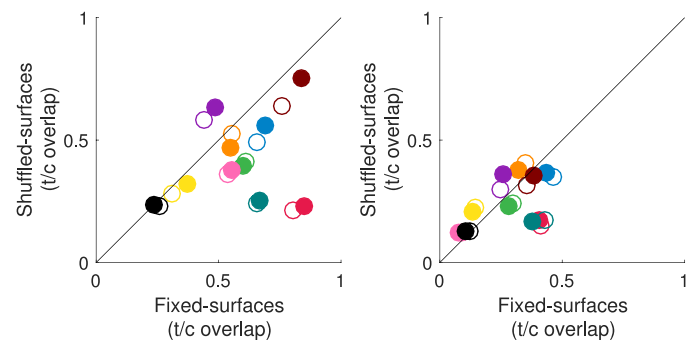 1
0.5
0
Shuffled-surfaces
(t/c overlap)
0
0.5
1
Fixed-surfaces
(t/c overlap)
1
0.5
0
Shuffled-surfaces
(t/c overlap)
0
0.5
1
Fixed-surfaces
(t/c overlap)